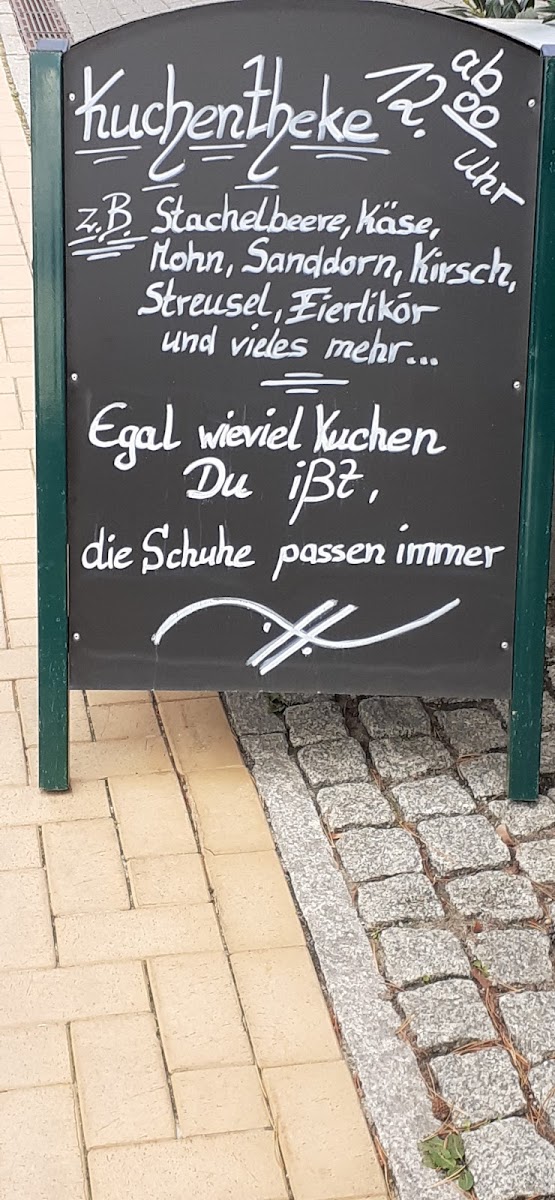 Kuchentheke ab
12.00 Uhr
z.B. Stachelbeere, Käse,
Mohn, Sanddorn, Kirsch,
Streusel, Eierlikör
und vieles mehr...
Egal wieviel Kuchen
Du ißt,
die Schuhe passen immer